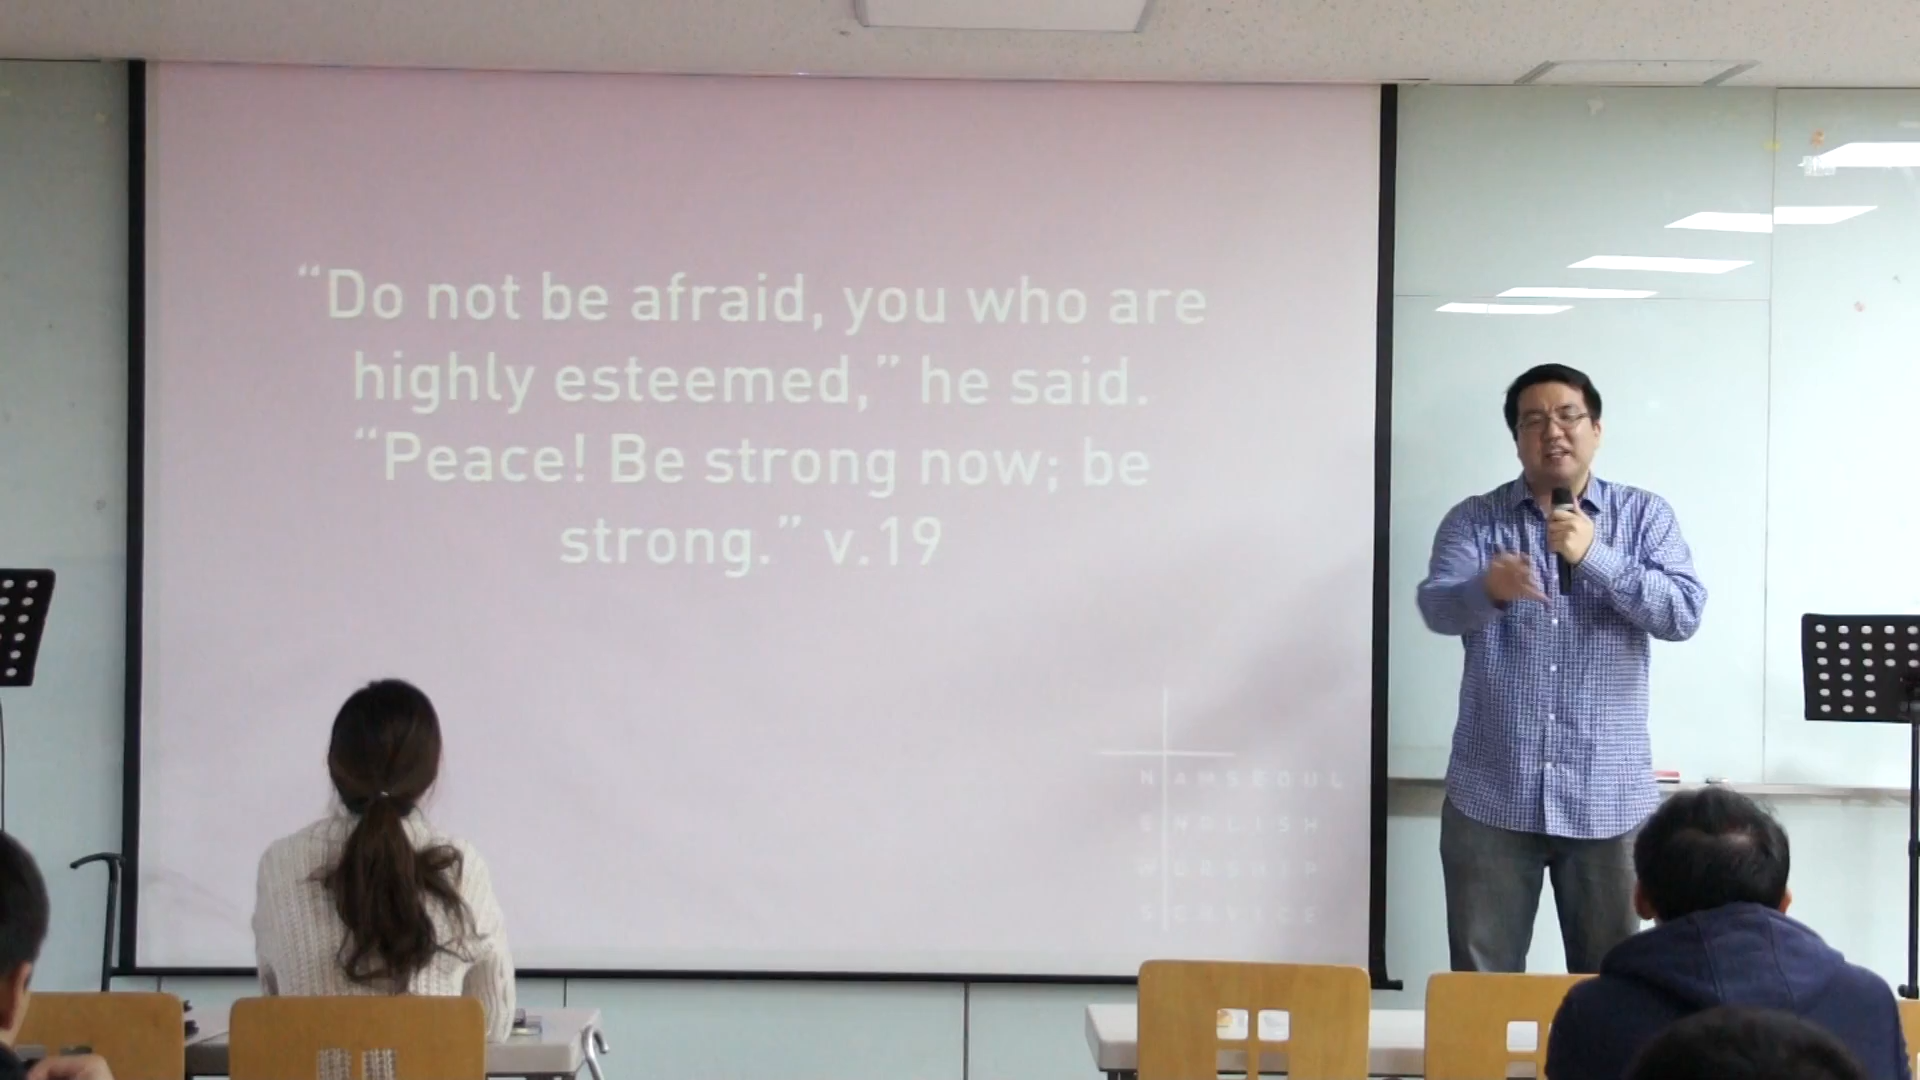 “Do not be afraid, you who are
highly esteemed,” he said.
“Peace! Be strong now; be
strong.” v.19
NAMSEOUL
ENGLISH
WORSHIP
SERVICE